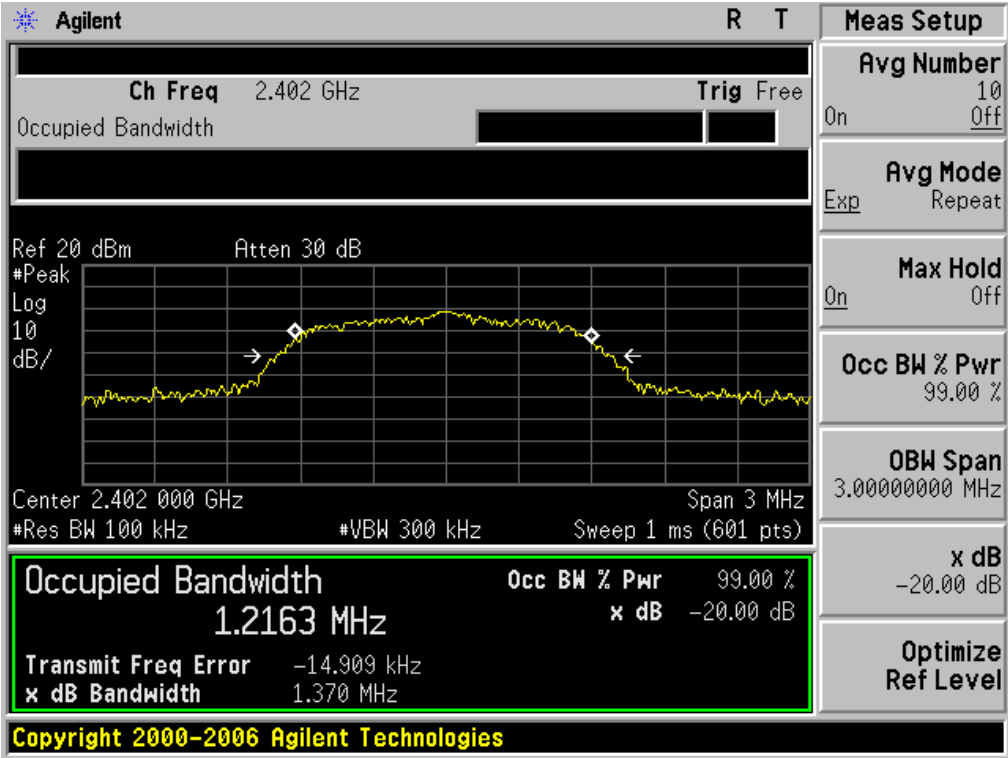 Agilent R T Meas Setup
Ch Freq 2.402 GHz Trig Free
Occupied Bandwidth
Ref 20 dBm Atten 30 dB
#Peak
Log
10
dB/
Center 2.402 000 GHz Span 3 MHz
#Res BW 100 kHz #VBW 300 kHz Sweep 1 ms (601 pts)
Occupied Bandwidth Occ BW % Pwr 99.00 %
1.2163 MHz x dB -20.00 dB
Transmit Freq Error -14.909 kHz
x dB Bandwidth 1.370 MHz
Copyright 2000-2006 Agilent Technologies
Avg Number
10
On Off
Avg Mode
Exp Repeat
Max Hold
On Off
Occ BW % Pwr
99.00 %
OBW Span
3.00000000 MHz
x dB
-20.00 dB
Optimize
Ref Level